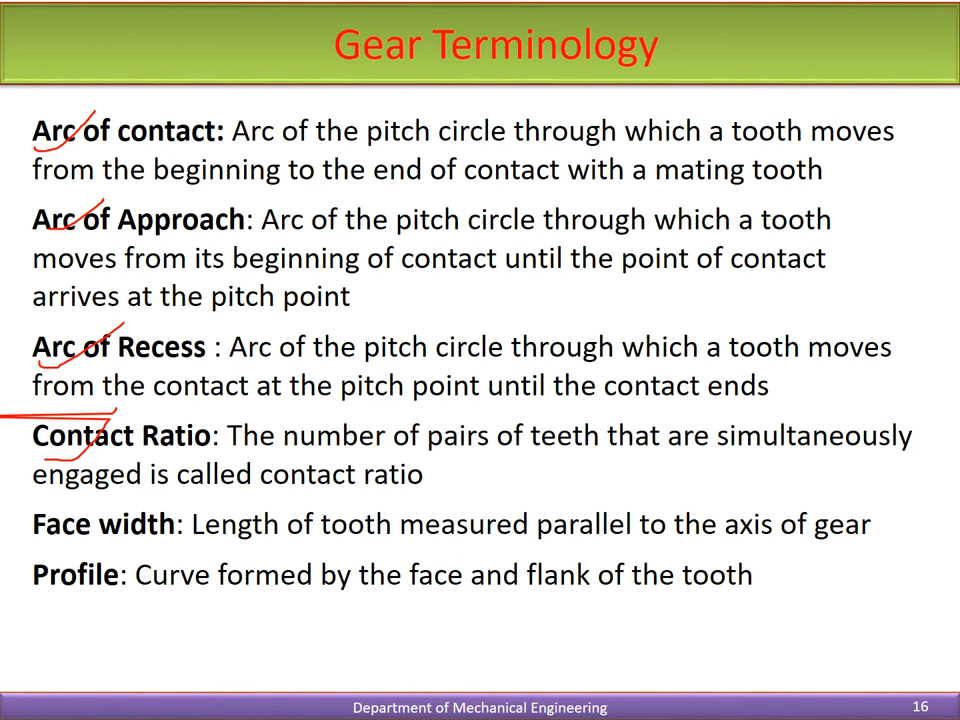 Gear Terminology
Arc of contact: Arc of the pitch circle through which a tooth moves
from the beginning to the end of contact with a mating tooth
Arc of Approach: Arc of the pitch circle through which a tooth
moves from its beginning of contact until the point of contact
arrives at the pitch point
Arc of Recess : Arc of the pitch circle through which a tooth moves
from the contact at the pitch point until the contact ends
Contact Ratio: The number of pairs of teeth that are simultaneously
engaged is called contact ratio
Face width: Length of tooth measured parallel to the axis of gear
Profile: Curve formed by the face and flank of the tooth
Department of Mechanical Engineering
16